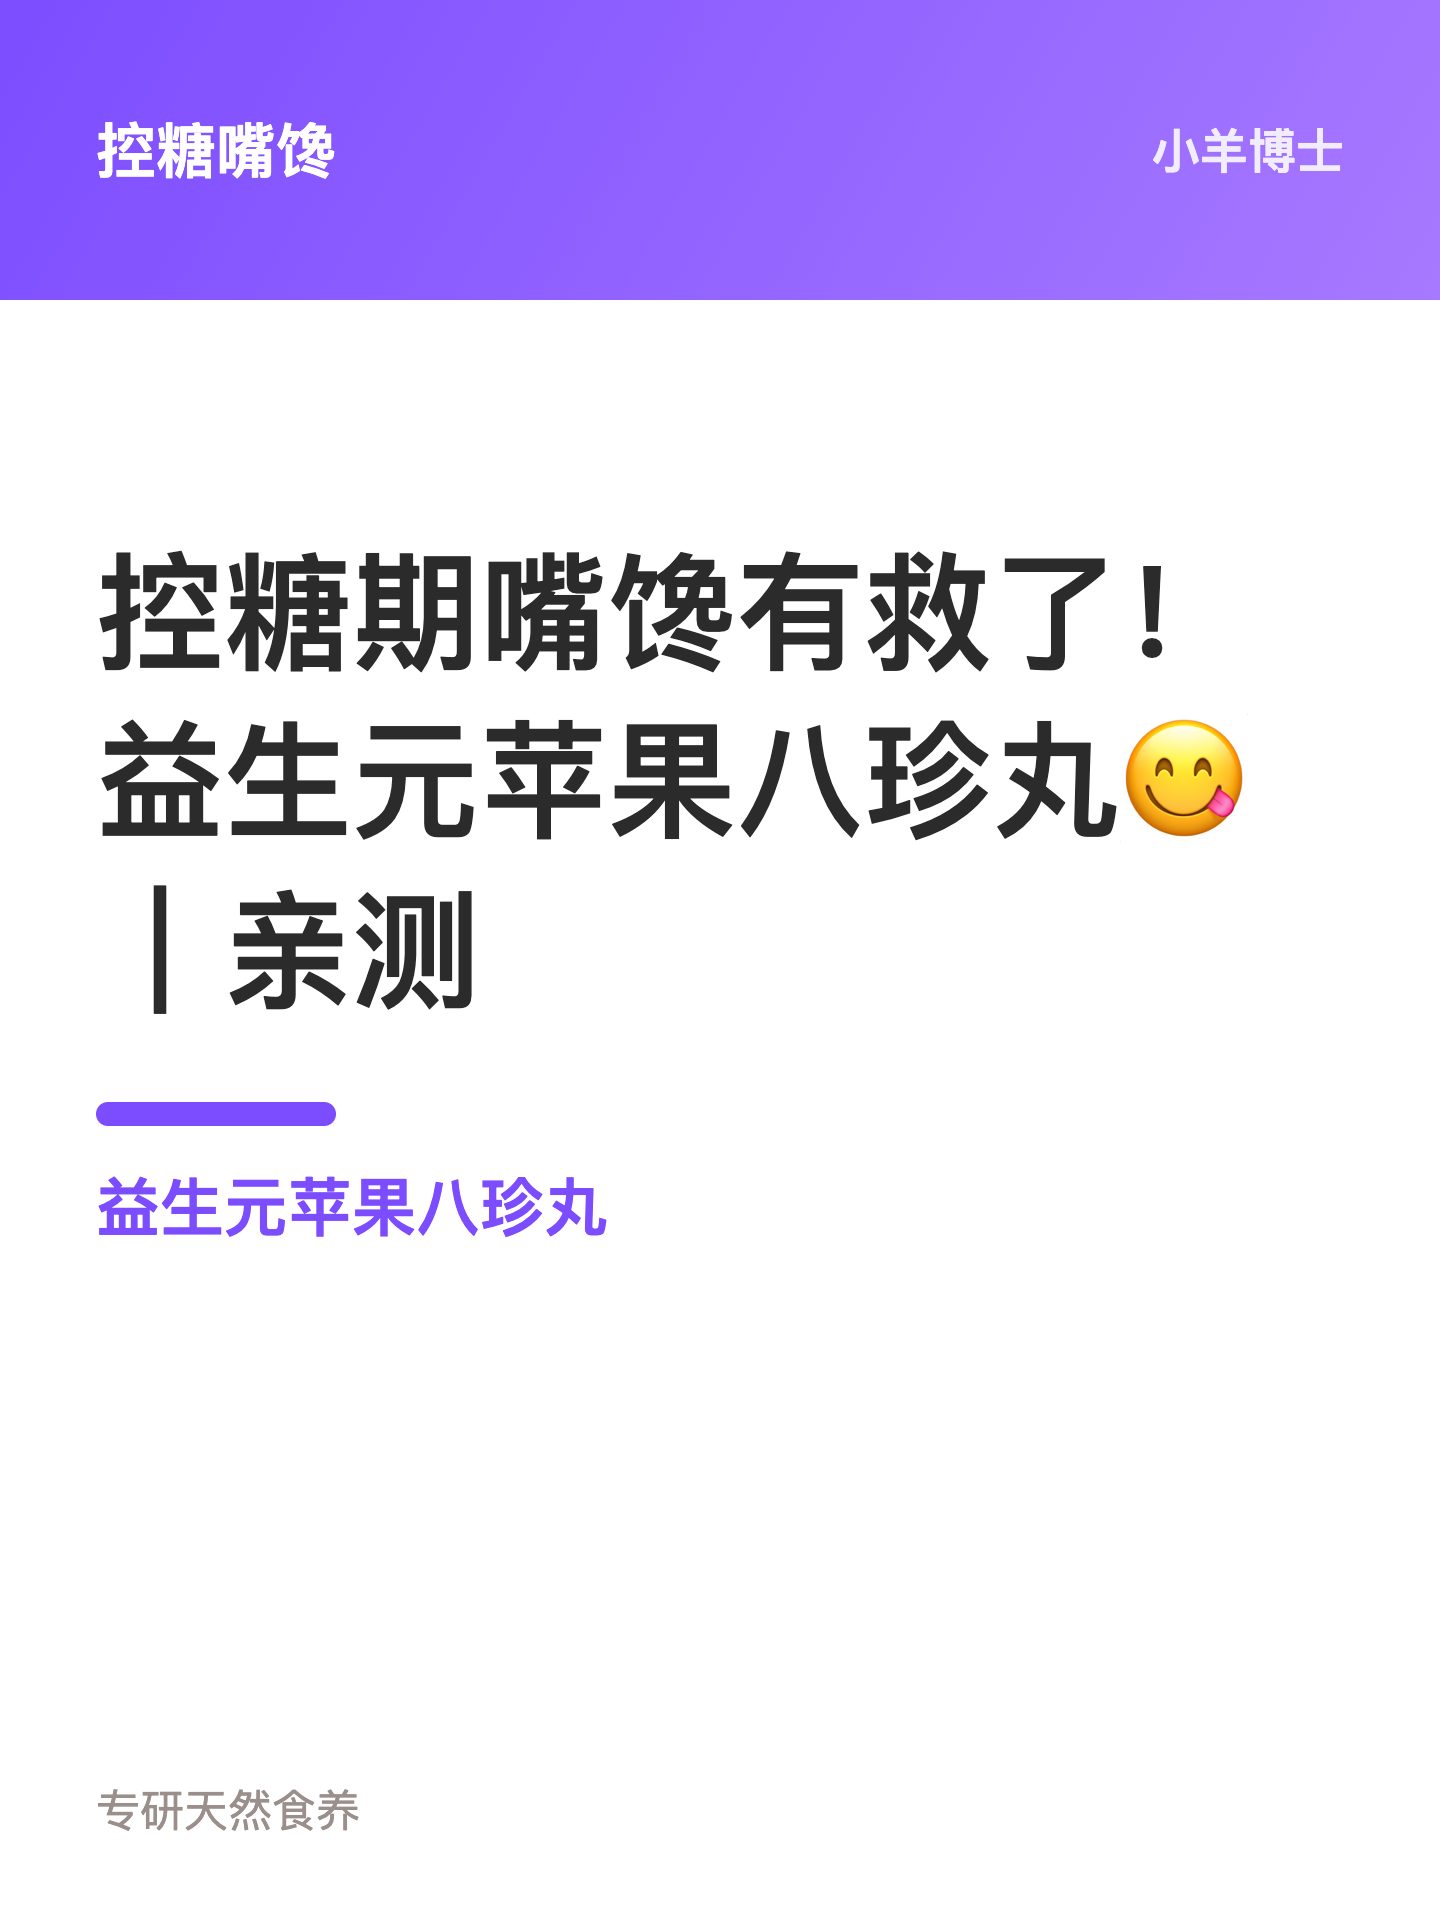 控糖嘴馋
小羊博士
控糖期嘴馋有救了！
益生元苹果八珍丸😋
｜亲测
益生元苹果八珍丸
专研天然食养